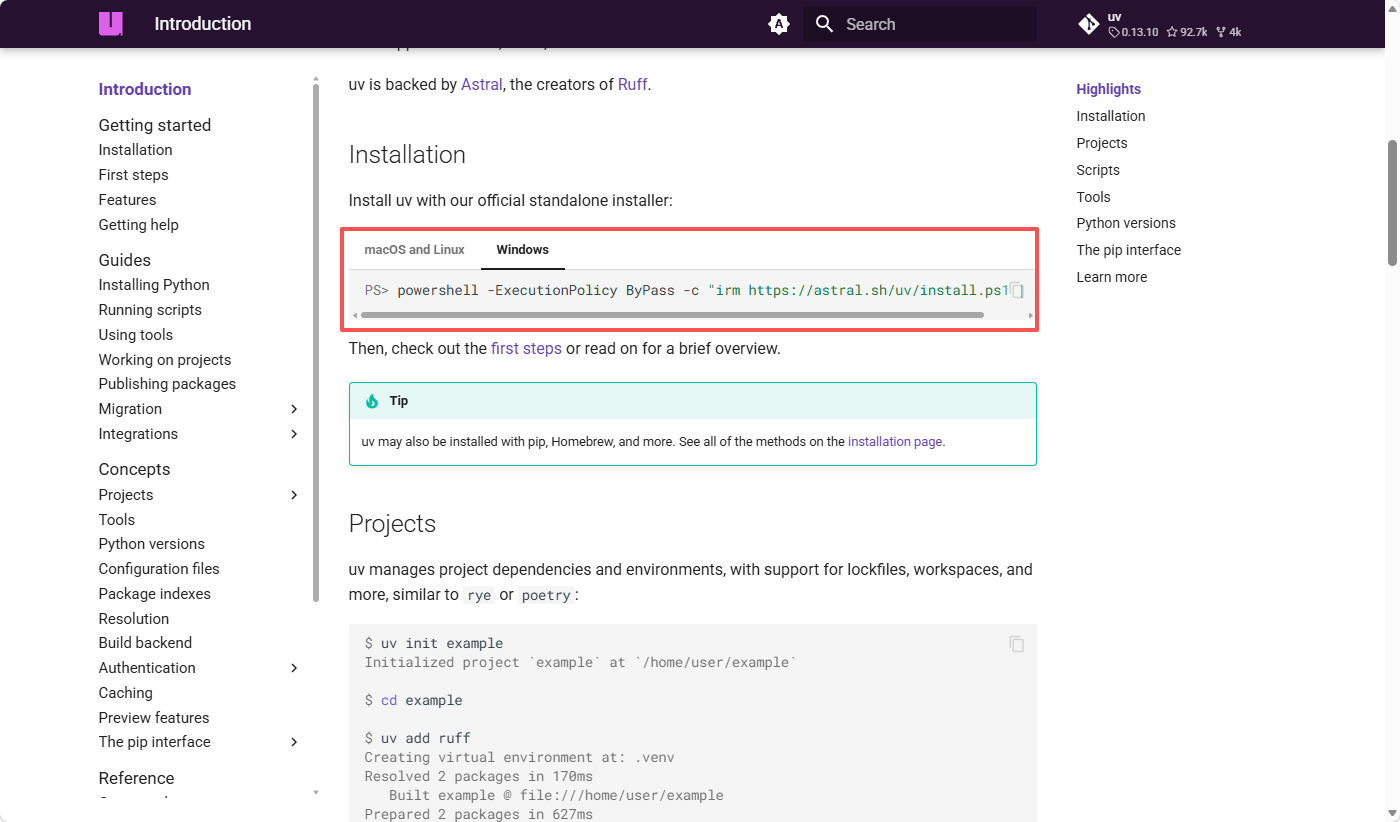 Introduction
Search
uv
0.13.10 92.7k 4k
Introduction
Getting started
Installation
First steps
Features
Getting help
Guides
Installing Python
Running scripts
Using tools
Working on projects
Publishing packages
Migration
Integrations
Concepts
Projects
Tools
Python versions
Configuration files
Package indexes
Resolution
Build backend
Authentication
Caching
Preview features
The pip interface
Reference
uv is backed by Astral, the creators of Ruff.
Installation
Install uv with our official standalone installer:
macOS and Linux Windows
PS> powershell -ExecutionPolicy ByPass -c "irm https://astral.sh/uv/install.ps1
Then, check out the first steps or read on for a brief overview.
Tip
uv may also be installed with pip, Homebrew, and more. See all of the methods on the installation page.
Projects
uv manages project dependencies and environments, with support for lockfiles, workspaces, and
more, similar to rye or poetry:
$ uv init example
Initialized project `example` at `/home/user/example`
$ cd example
$ uv add ruff
Creating virtual environment at: .venv
Resolved 2 packages in 170ms
Built example @ file:///home/user/example
Prepared 2 packages in 627ms
Highlights
Installation
Projects
Scripts
Tools
Python versions
The pip interface
Learn more